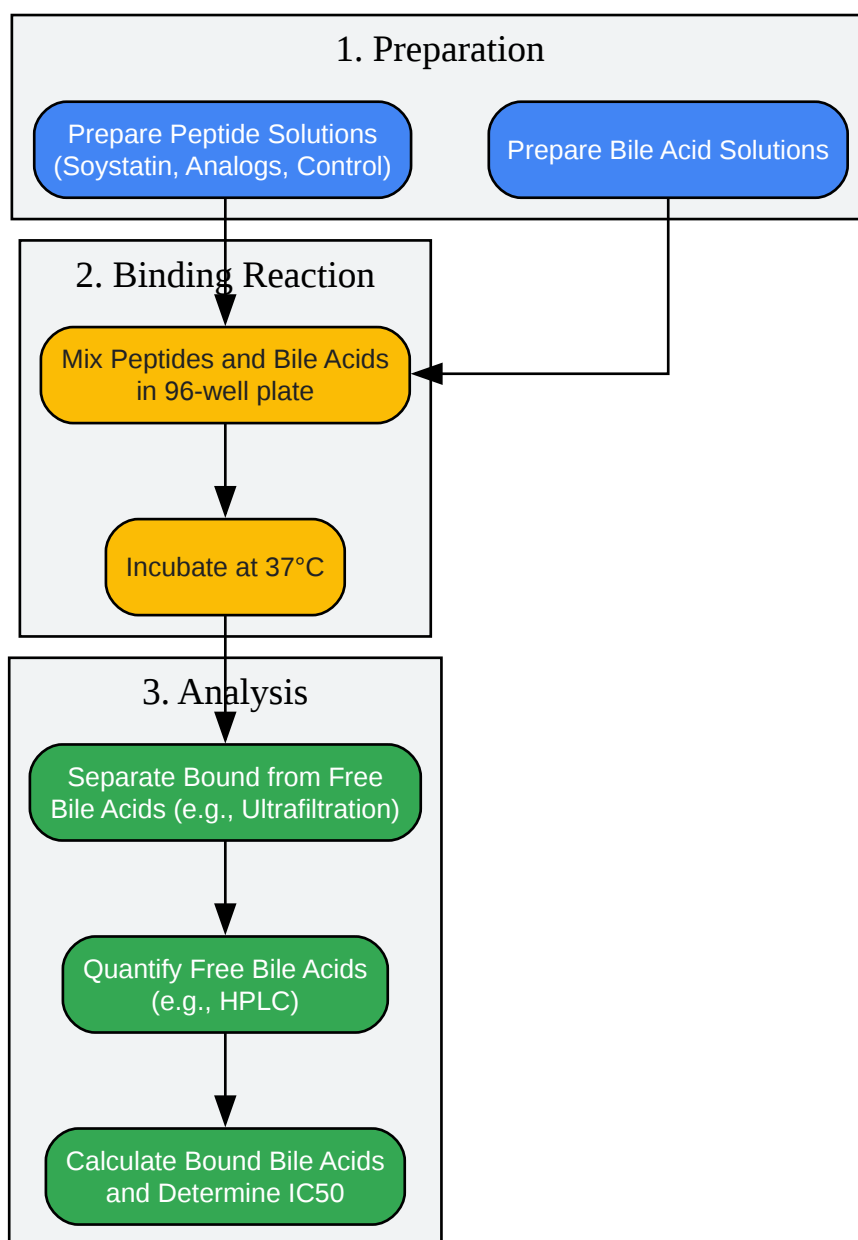 1. Preparation
Prepare Peptide Solutions
(Soystatin, Analogs, Control)
Prepare Bile Acid Solutions
2. Binding Reaction
Mix Peptides and Bile Acids
in 96-well plate
Incubate at 37°C
3. Analysis
Separate Bound from Free
Bile Acids (e.g., Ultrafiltration)
Quantify Free Bile Acids
(e.g., HPLC)
Calculate Bound Bile Acids
and Determine IC50